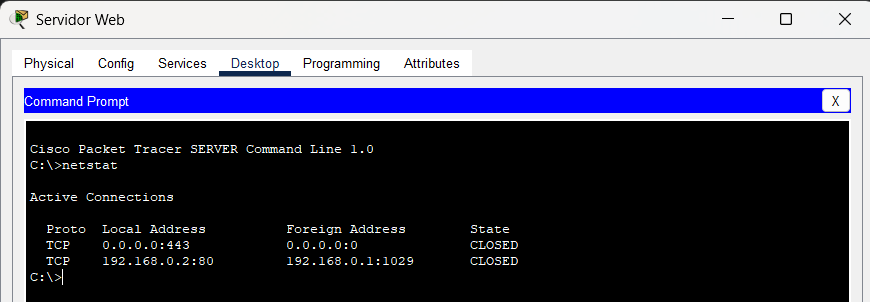 Servidor Web
Physical Config Services Desktop Programming Attributes
Command Prompt X
Cisco Packet Tracer SERVER Command Line 1.0
C:\>netstat
Active Connections
Proto Local Address Foreign Address State
TCP 0.0.0.0:443 0.0.0.0:0 CLOSED
TCP 192.168.0.2:80 192.168.0.1:1029 CLOSED
C:\>